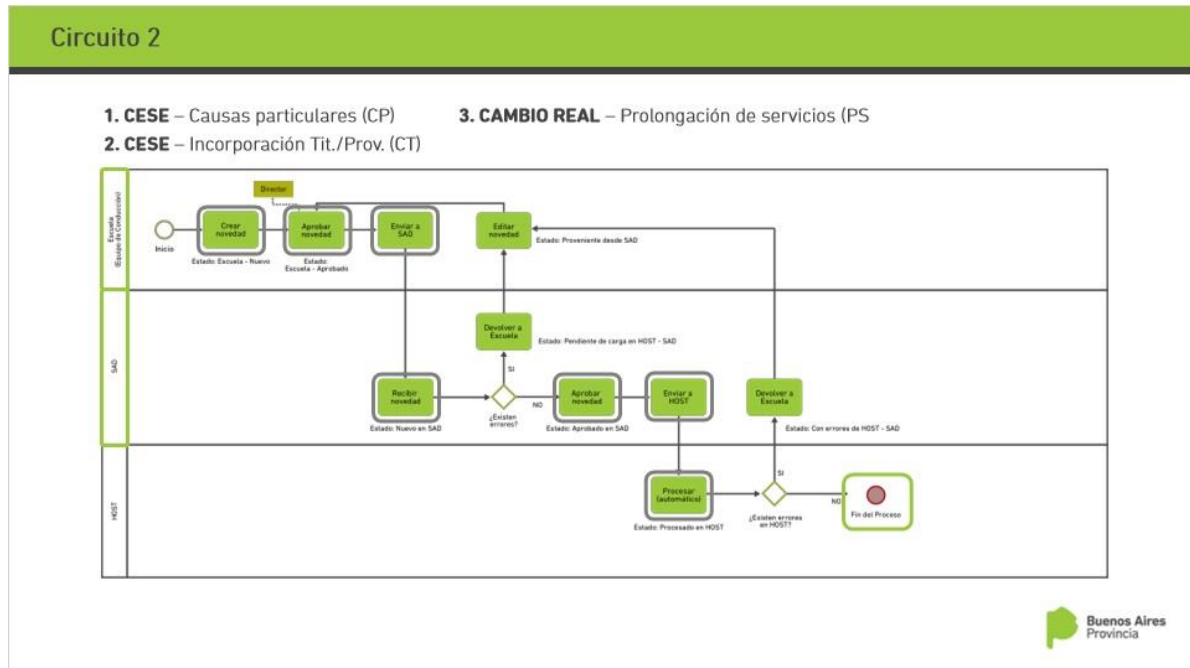 Circuito 2
1. CESE – Causas particulares (CP)
3. CAMBIO REAL – Prolongación de servicios (PS
2. CESE – Incorporación Tit./Prov. (CT)
Escuela
(Equipo de Conducción)
Director
Inicio
Crear
novedad
Estado: Escuela - Nuevo
Aprobar
novedad
Estado:
Escuela - Aprobado
Enviar a
SAD
Editar
novedad
Estado: Proveniente desde SAD
SAD
Devolver a
Escuela
Estado: Pendiente de carga en HOST - SAD
SI
Recibir
novedad
Estado: Nuevo en SAD
¿Existen
errores?
NO
Aprobar
novedad
Estado: Aprobado en SAD
Enviar a
HOST
Devolver a
Escuela
Estado: Con errores de HOST - SAD
HOST
Procesar
(automático)
Estado: Procesado en HOST
SI
¿Existen errores
en HOST?
NO
Fin del Proceso
Buenos Aires
Provincia